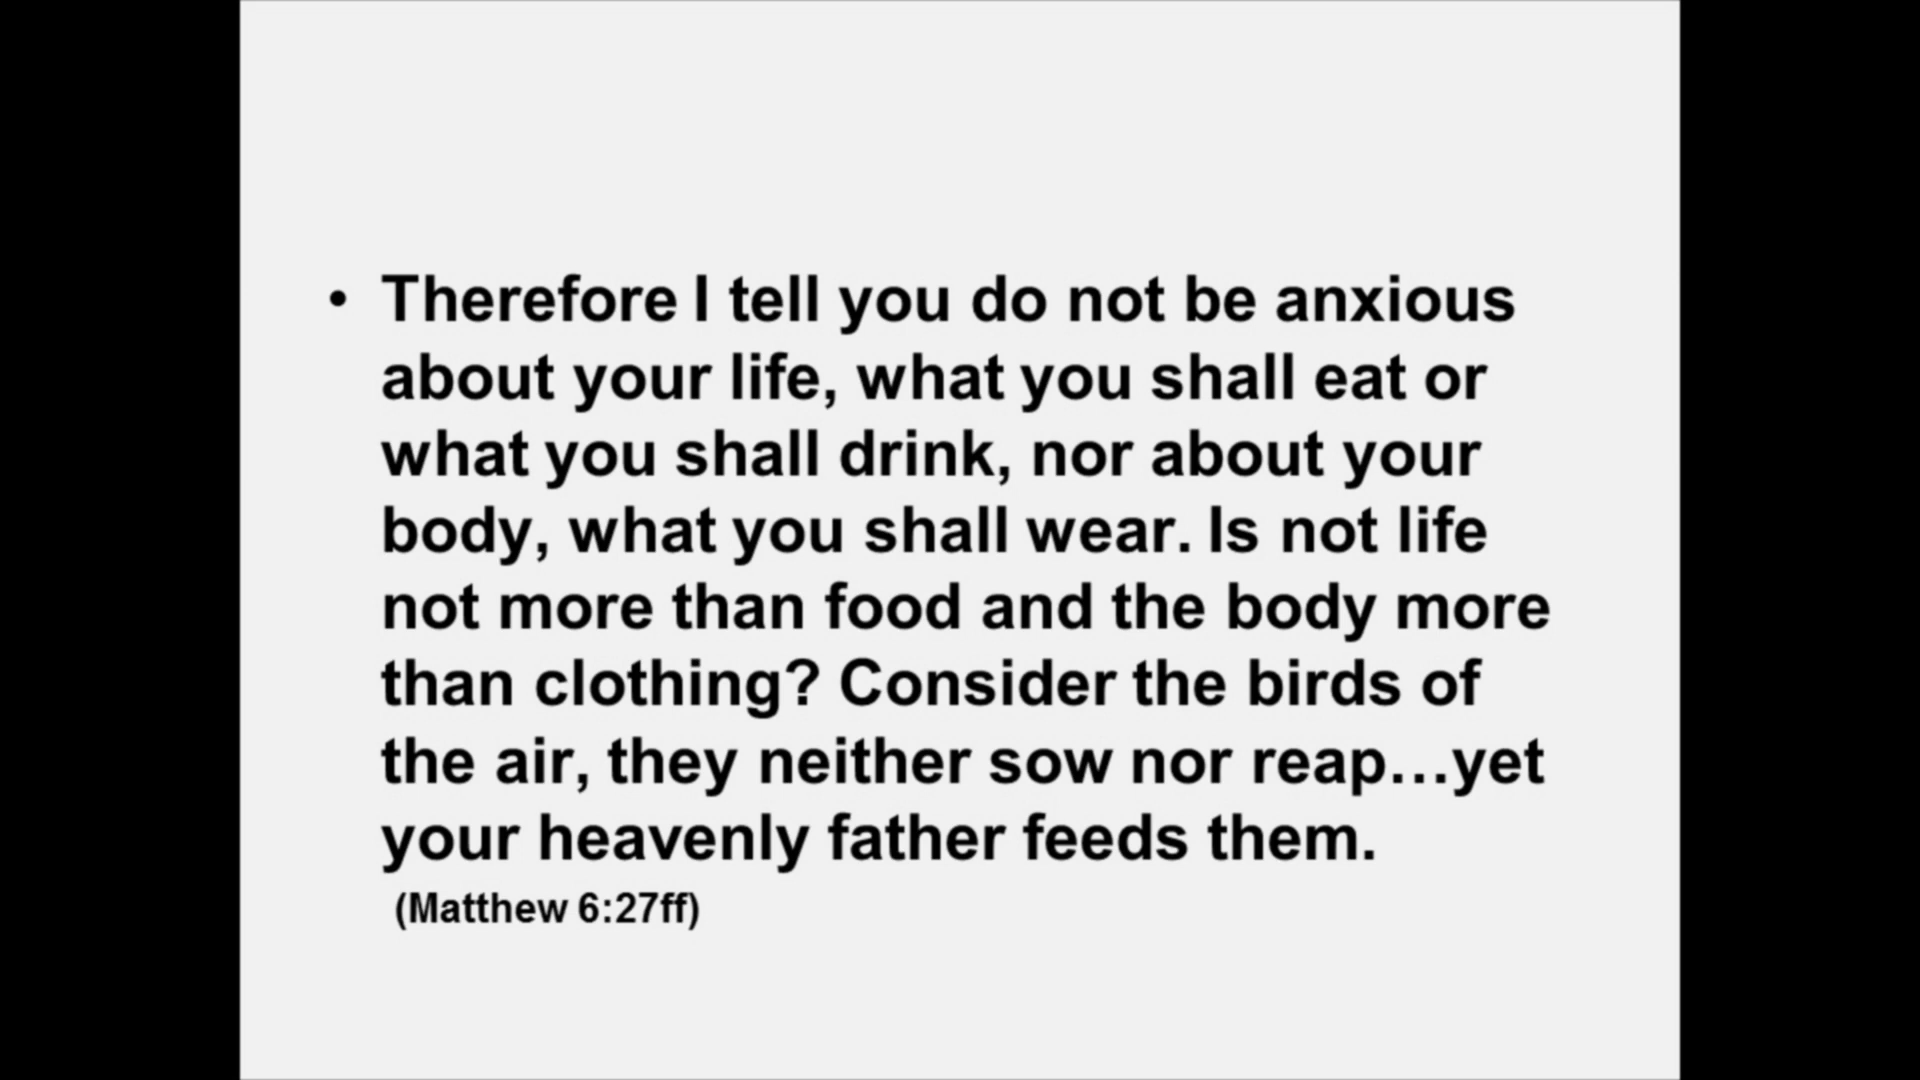 • Therefore I tell you do not be anxious
about your life, what you shall eat or
what you shall drink, nor about your
body, what you shall wear. Is not life
not more than food and the body more
than clothing? Consider the birds of
the air, they neither sow nor reap…yet
your heavenly father feeds them.
(Matthew 6:27ff)